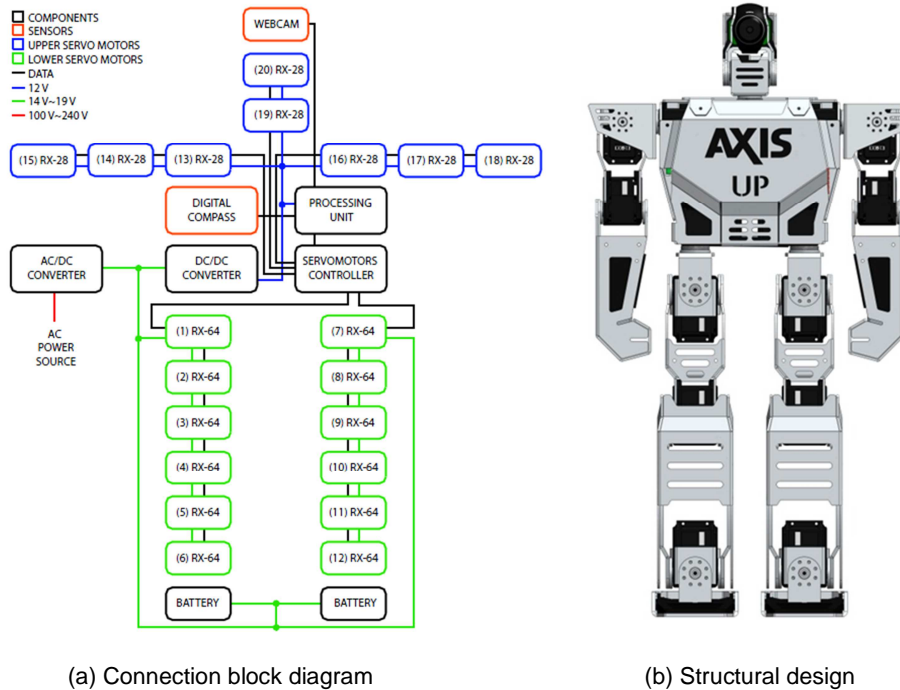 COMPONENTS
SENSORS
UPPER SERVO MOTORS
LOWER SERVO MOTORS
DATA
12 V
14 V~19 V
100 V~240 V
WEBCAM
(20) RX-28
(19) RX-28
(15) RX-28
(14) RX-28
(13) RX-28
(16) RX-28
(17) RX-28
(18) RX-28
DIGITAL
COMPASS
PROCESSING
UNIT
AC/DC
CONVERTER
DC/DC
CONVERTER
SERVOMOTORS
CONTROLLER
AC
POWER
SOURCE
(1) RX-64
(7) RX-64
(2) RX-64
(8) RX-64
(3) RX-64
(9) RX-64
(4) RX-64
(10) RX-64
(5) RX-64
(11) RX-64
(6) RX-64
(12) RX-64
BATTERY
BATTERY
AXIS
UP
(a) Connection block diagram
(b) Structural design